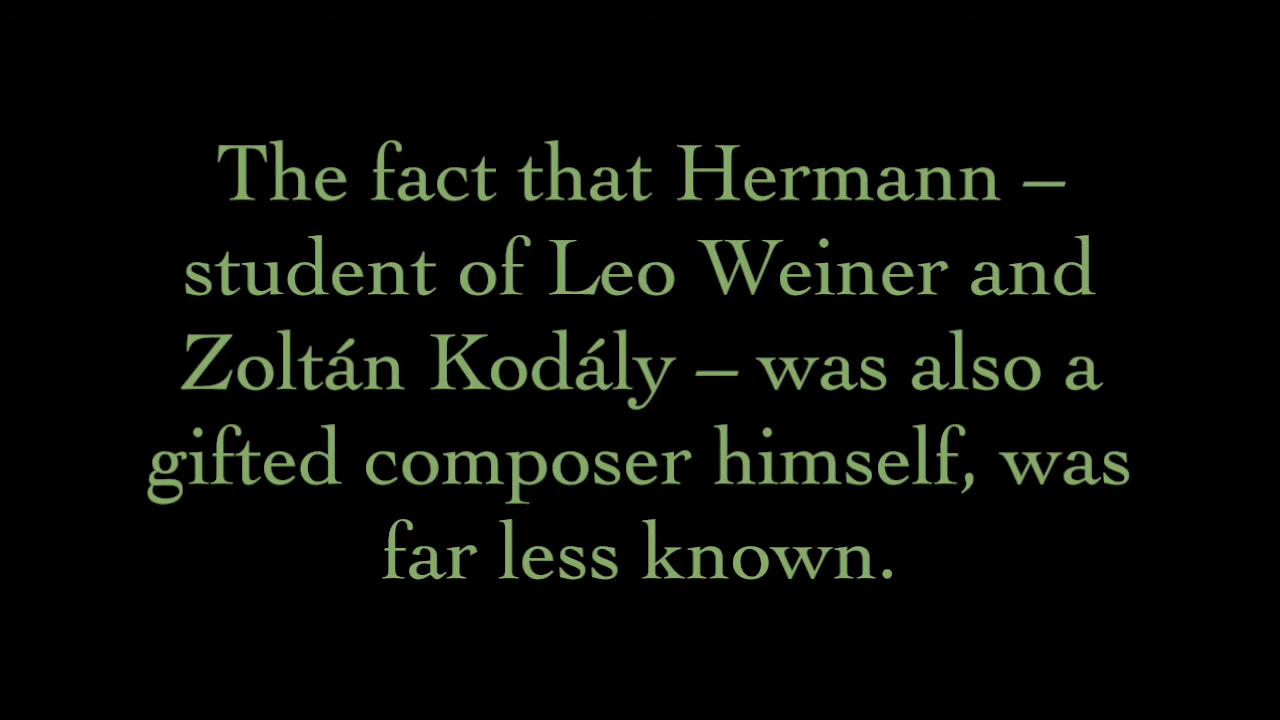 The fact that Hermann –
student of Leo Weiner and
Zoltán Kodály – was also a
gifted composer himself, was
far less known.